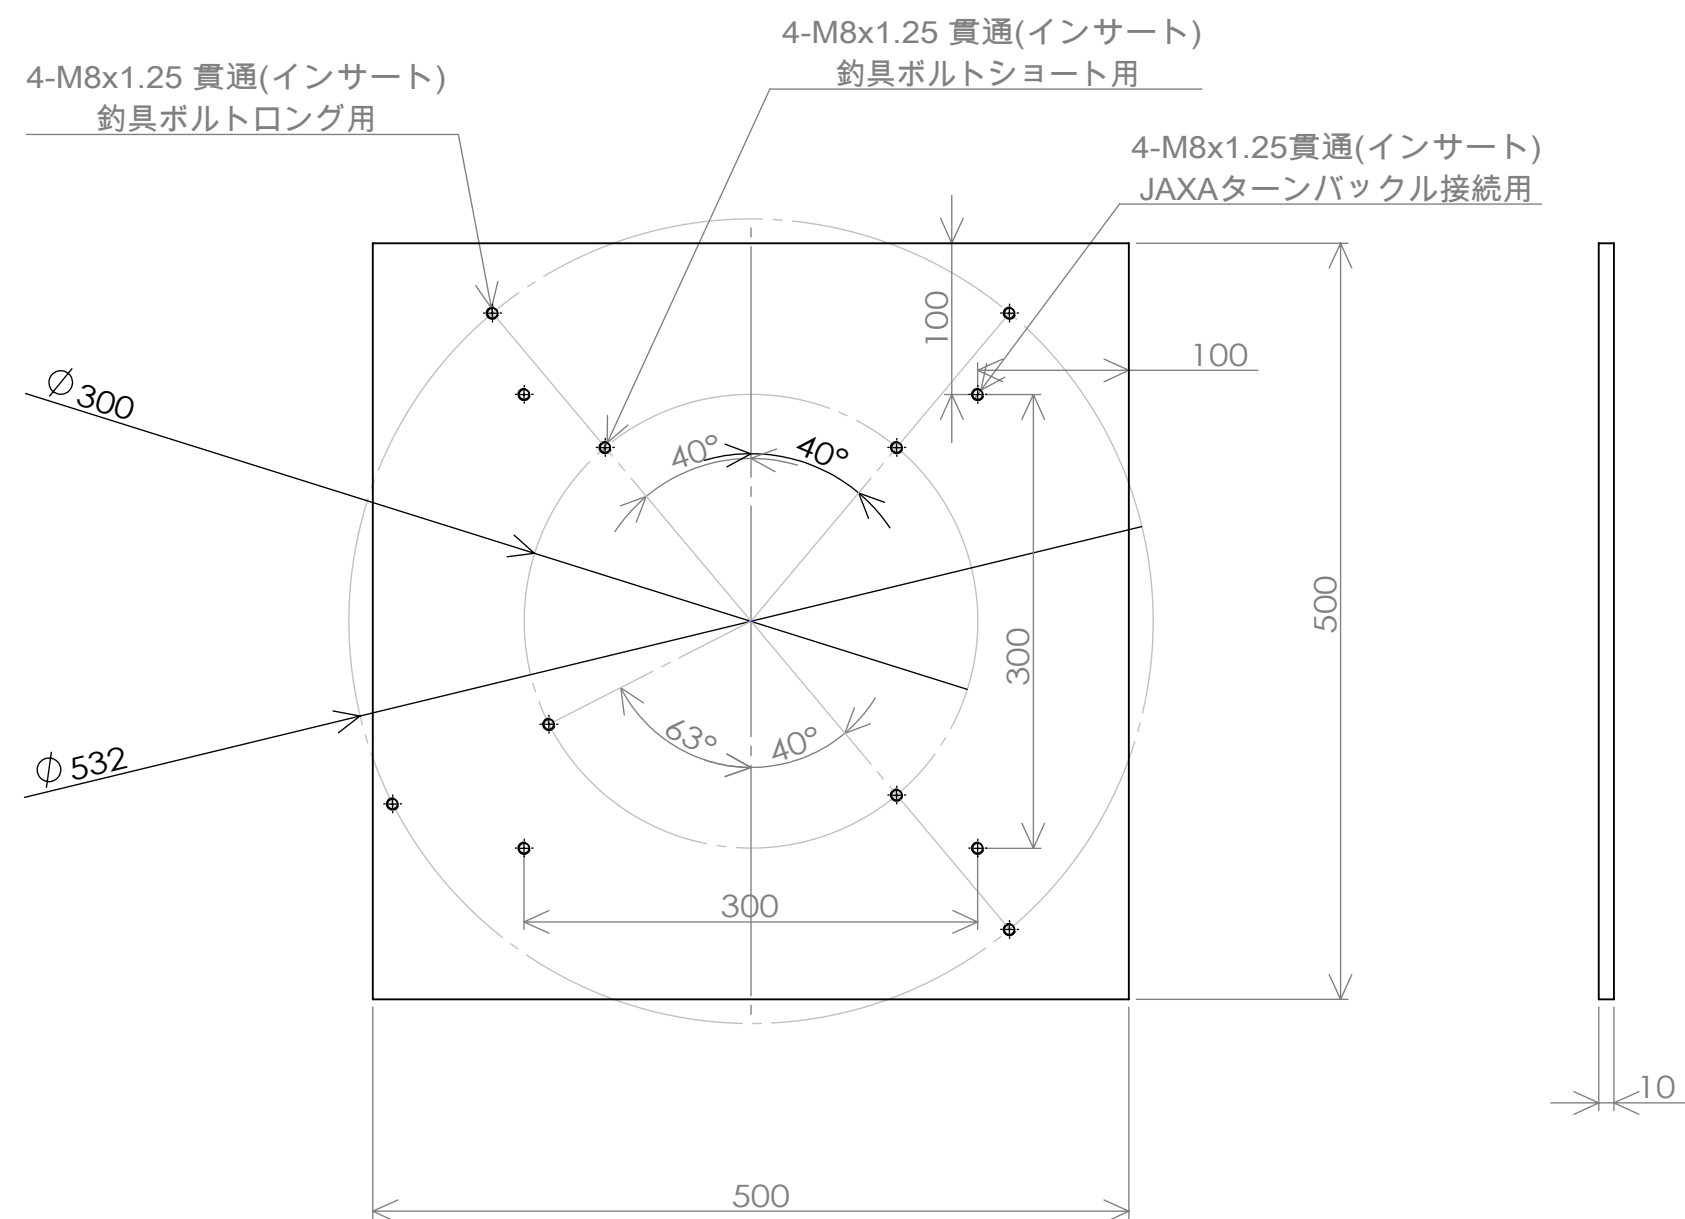 4-M8x1.25 貫通(インサート)
釣具ボルトショート用
4-M8x1.25 貫通(インサート)
釣具ボルトロング用
4-M8x1.25貫通(インサート)
JAXAターンバックル接続用
100
100
∅300
40°
40°
500
300
63°
40°
∅532
300
10
500